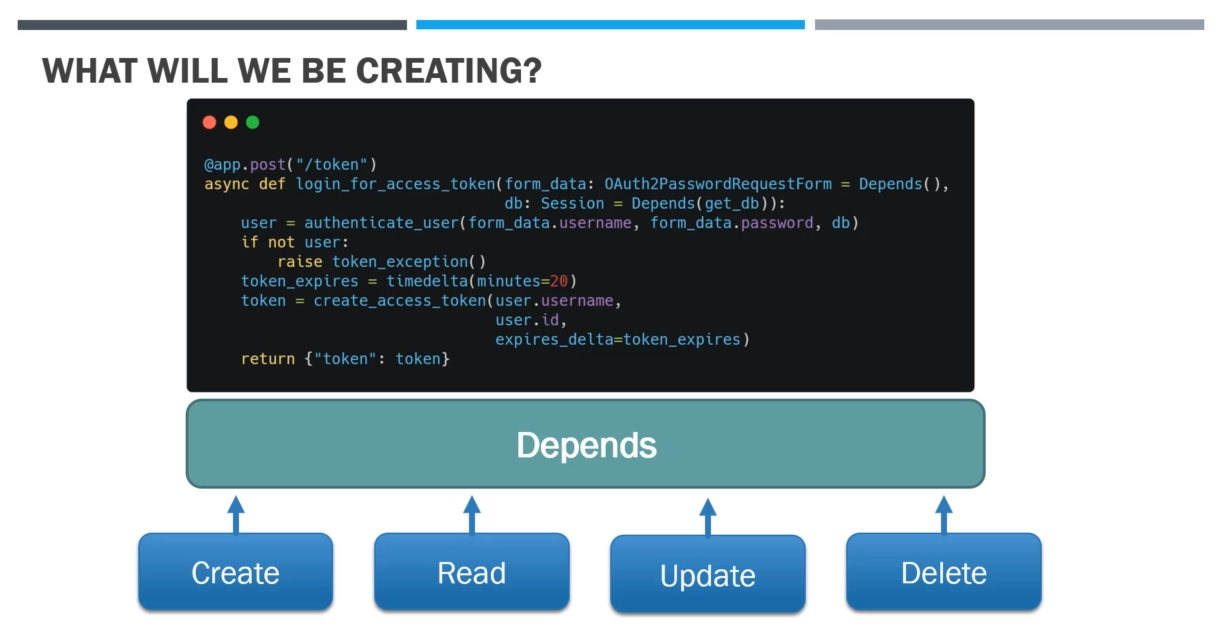 WHAT WILL WE BE CREATING?
@app.post("/token")
async def login_for_access_token(form_data: OAuth2PasswordRequestForm = Depends(),
                                 db: Session = Depends(get_db)):
    user = authenticate_user(form_data.username, form_data.password, db)
    if not user:
        raise token_exception()
    token_expires = timedelta(minutes=20)
    token = create_access_token(user.username,
                                user.id,
                                expires_delta=token_expires)
    return {"token": token}
Depends
Create
Read
Update
Delete